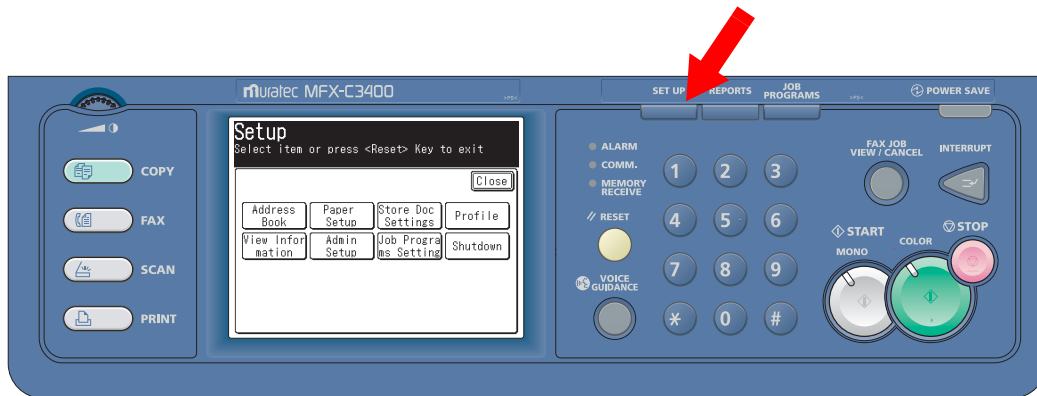 muratec MFX-C3400
>PS<
SET UP
REPORTS
JOB
PROGRAMS
>PS<
POWER SAVE
COPY
FAX
SCAN
PRINT
Setup
Select item or press <Reset> Key to exit
Close
Address
Book
Paper
Setup
Store Doc
Settings
Profile
View Infor
mation
Admin
Setup
Job Progra
ms Setting
Shutdown
ALARM
COMM.
MEMORY
RECEIVE
RESET
VOICE
GUIDANCE
1 2 3
4 5 6
7 8 9
* 0 #
FAX JOB
VIEW / CANCEL
INTERRUPT
START
MONO
COLOR
STOP